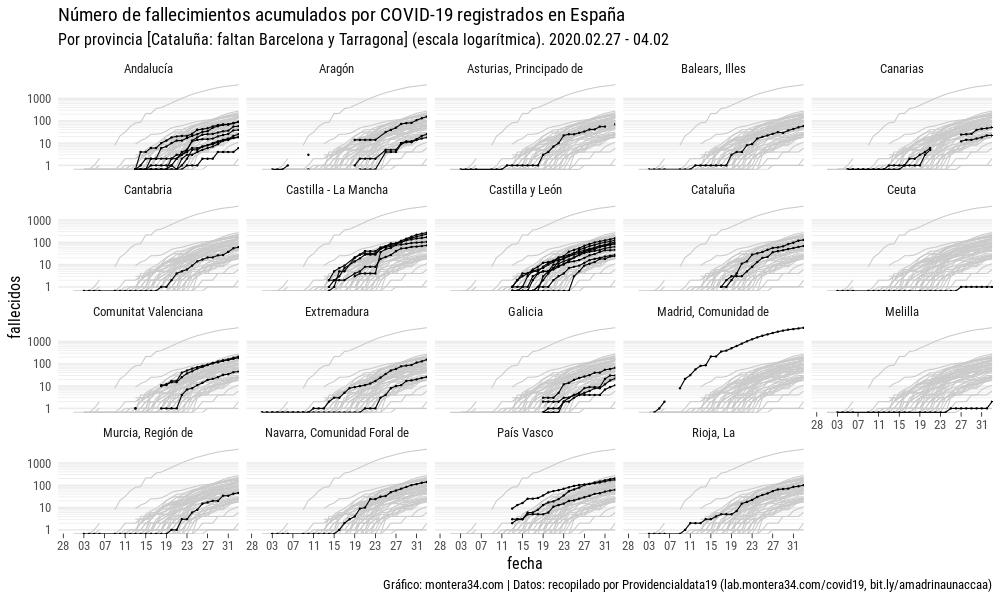 Número de fallecimientos acumulados por COVID-19 registrados en España
Por provincia [Cataluña: faltan Barcelona y Tarragona] (escala logarítmica). 2020.02.27 - 04.02
Andalucía Aragón Asturias, Principado de Balears, Illes Canarias
1000
100
10
1
Cantabria Castilla - La Mancha Castilla y León Cataluña Ceuta
1000
100
10
1
fallecidos
Comunitat Valenciana Extremadura Galicia Madrid, Comunidad de Melilla
1000
100
10
1
28 03 07 11 15 19 23 27 31
Murcia, Región de Navarra, Comunidad Foral de País Vasco Rioja, La
1000
100
10
1
28 03 07 11 15 19 23 27 31 28 03 07 11 15 19 23 27 31 28 03 07 11 15 19 23 27 31 28 03 07 11 15 19 23 27 31
fecha
Gráfico: montera34.com | Datos: recopilado por Providencialdata19 (lab.montera34.com/covid19, bit.ly/amadrinaunaccaa)